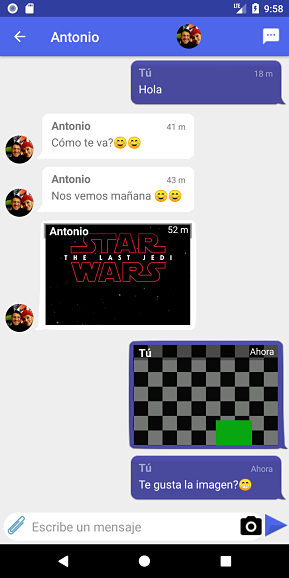 9:58
Antonio
Tú 18 m
Hola
Antonio 41 m
Cómo te va?😊😊
Antonio 43 m
Nos vemos mañana 😊😊
Antonio 52 m
STAR
THE LAST JEDI
WARS
Tú Ahora
Tú Ahora
Te gusta la imagen?😁
Escribe un mensaje